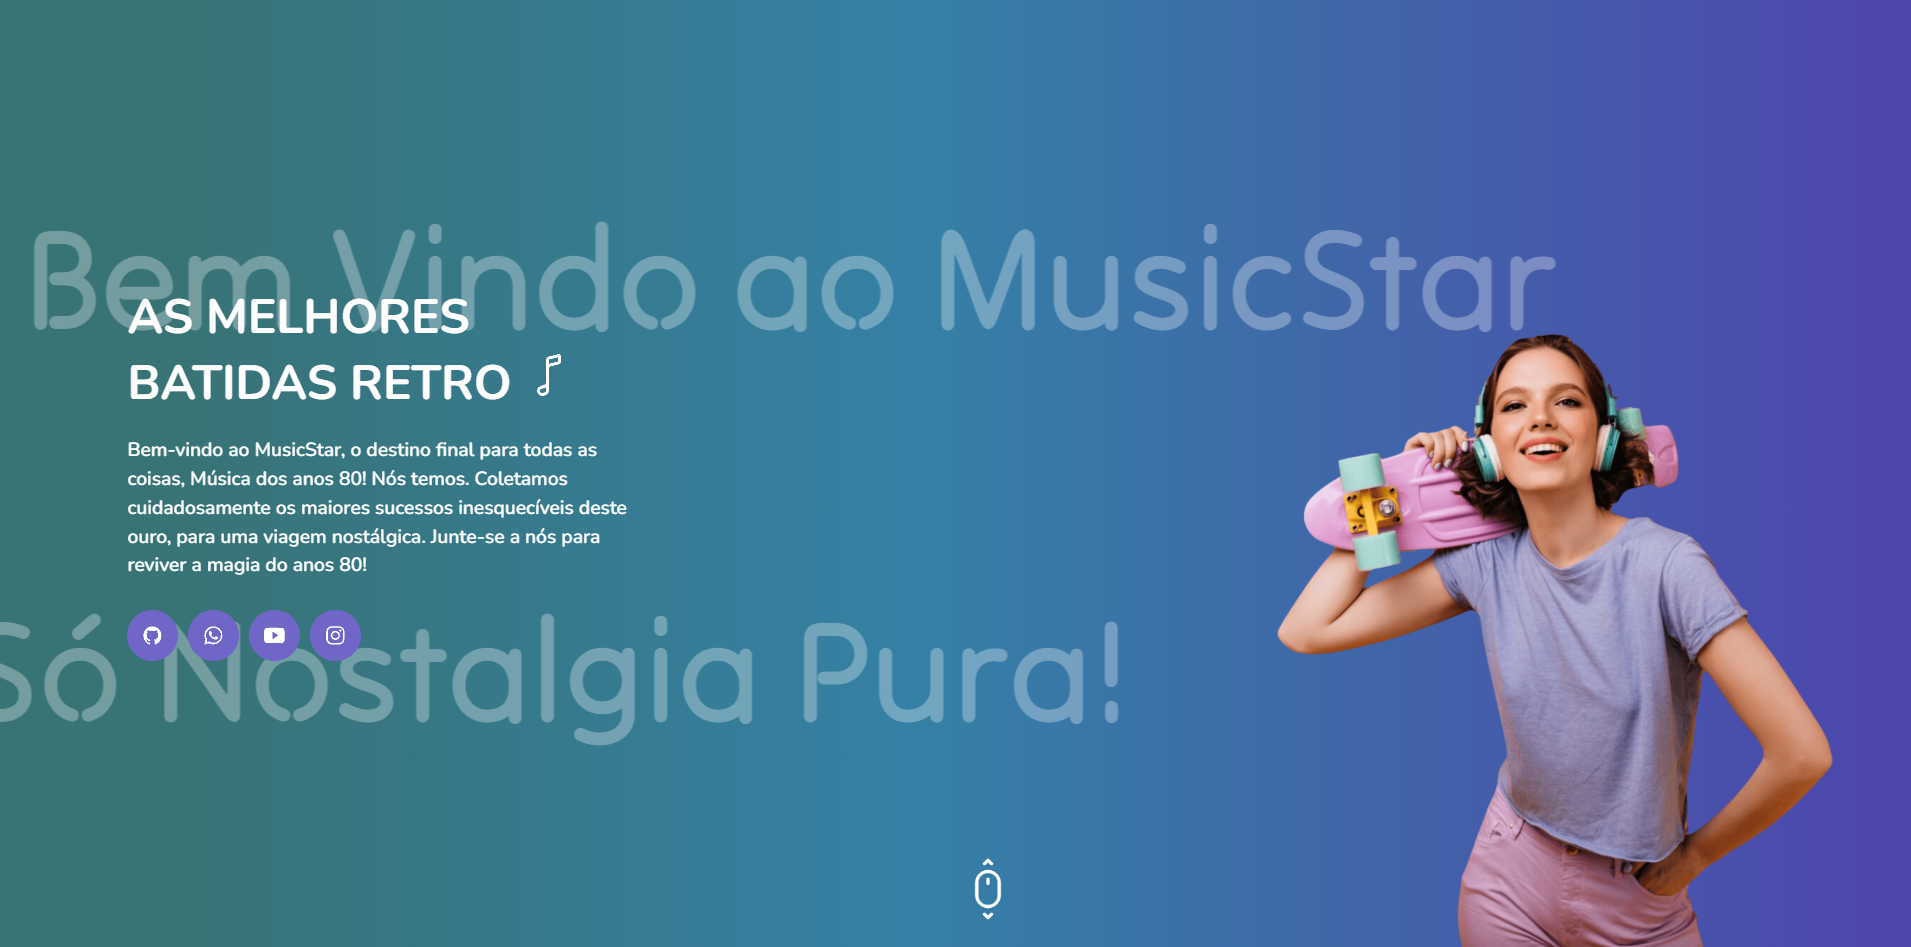 Bem Vindo ao MusicStar
AS MELHORES
BATIDAS RETRO
Bem-vindo ao MusicStar, o destino final para todas as
coisas, Música dos anos 80! Nós temos. Coletamos
cuidadosamente os maiores sucessos inesquecíveis deste
ouro, para uma viagem nostálgica. Junte-se a nós para
reviver a magia do anos 80!
Só Nostalgia Pura!